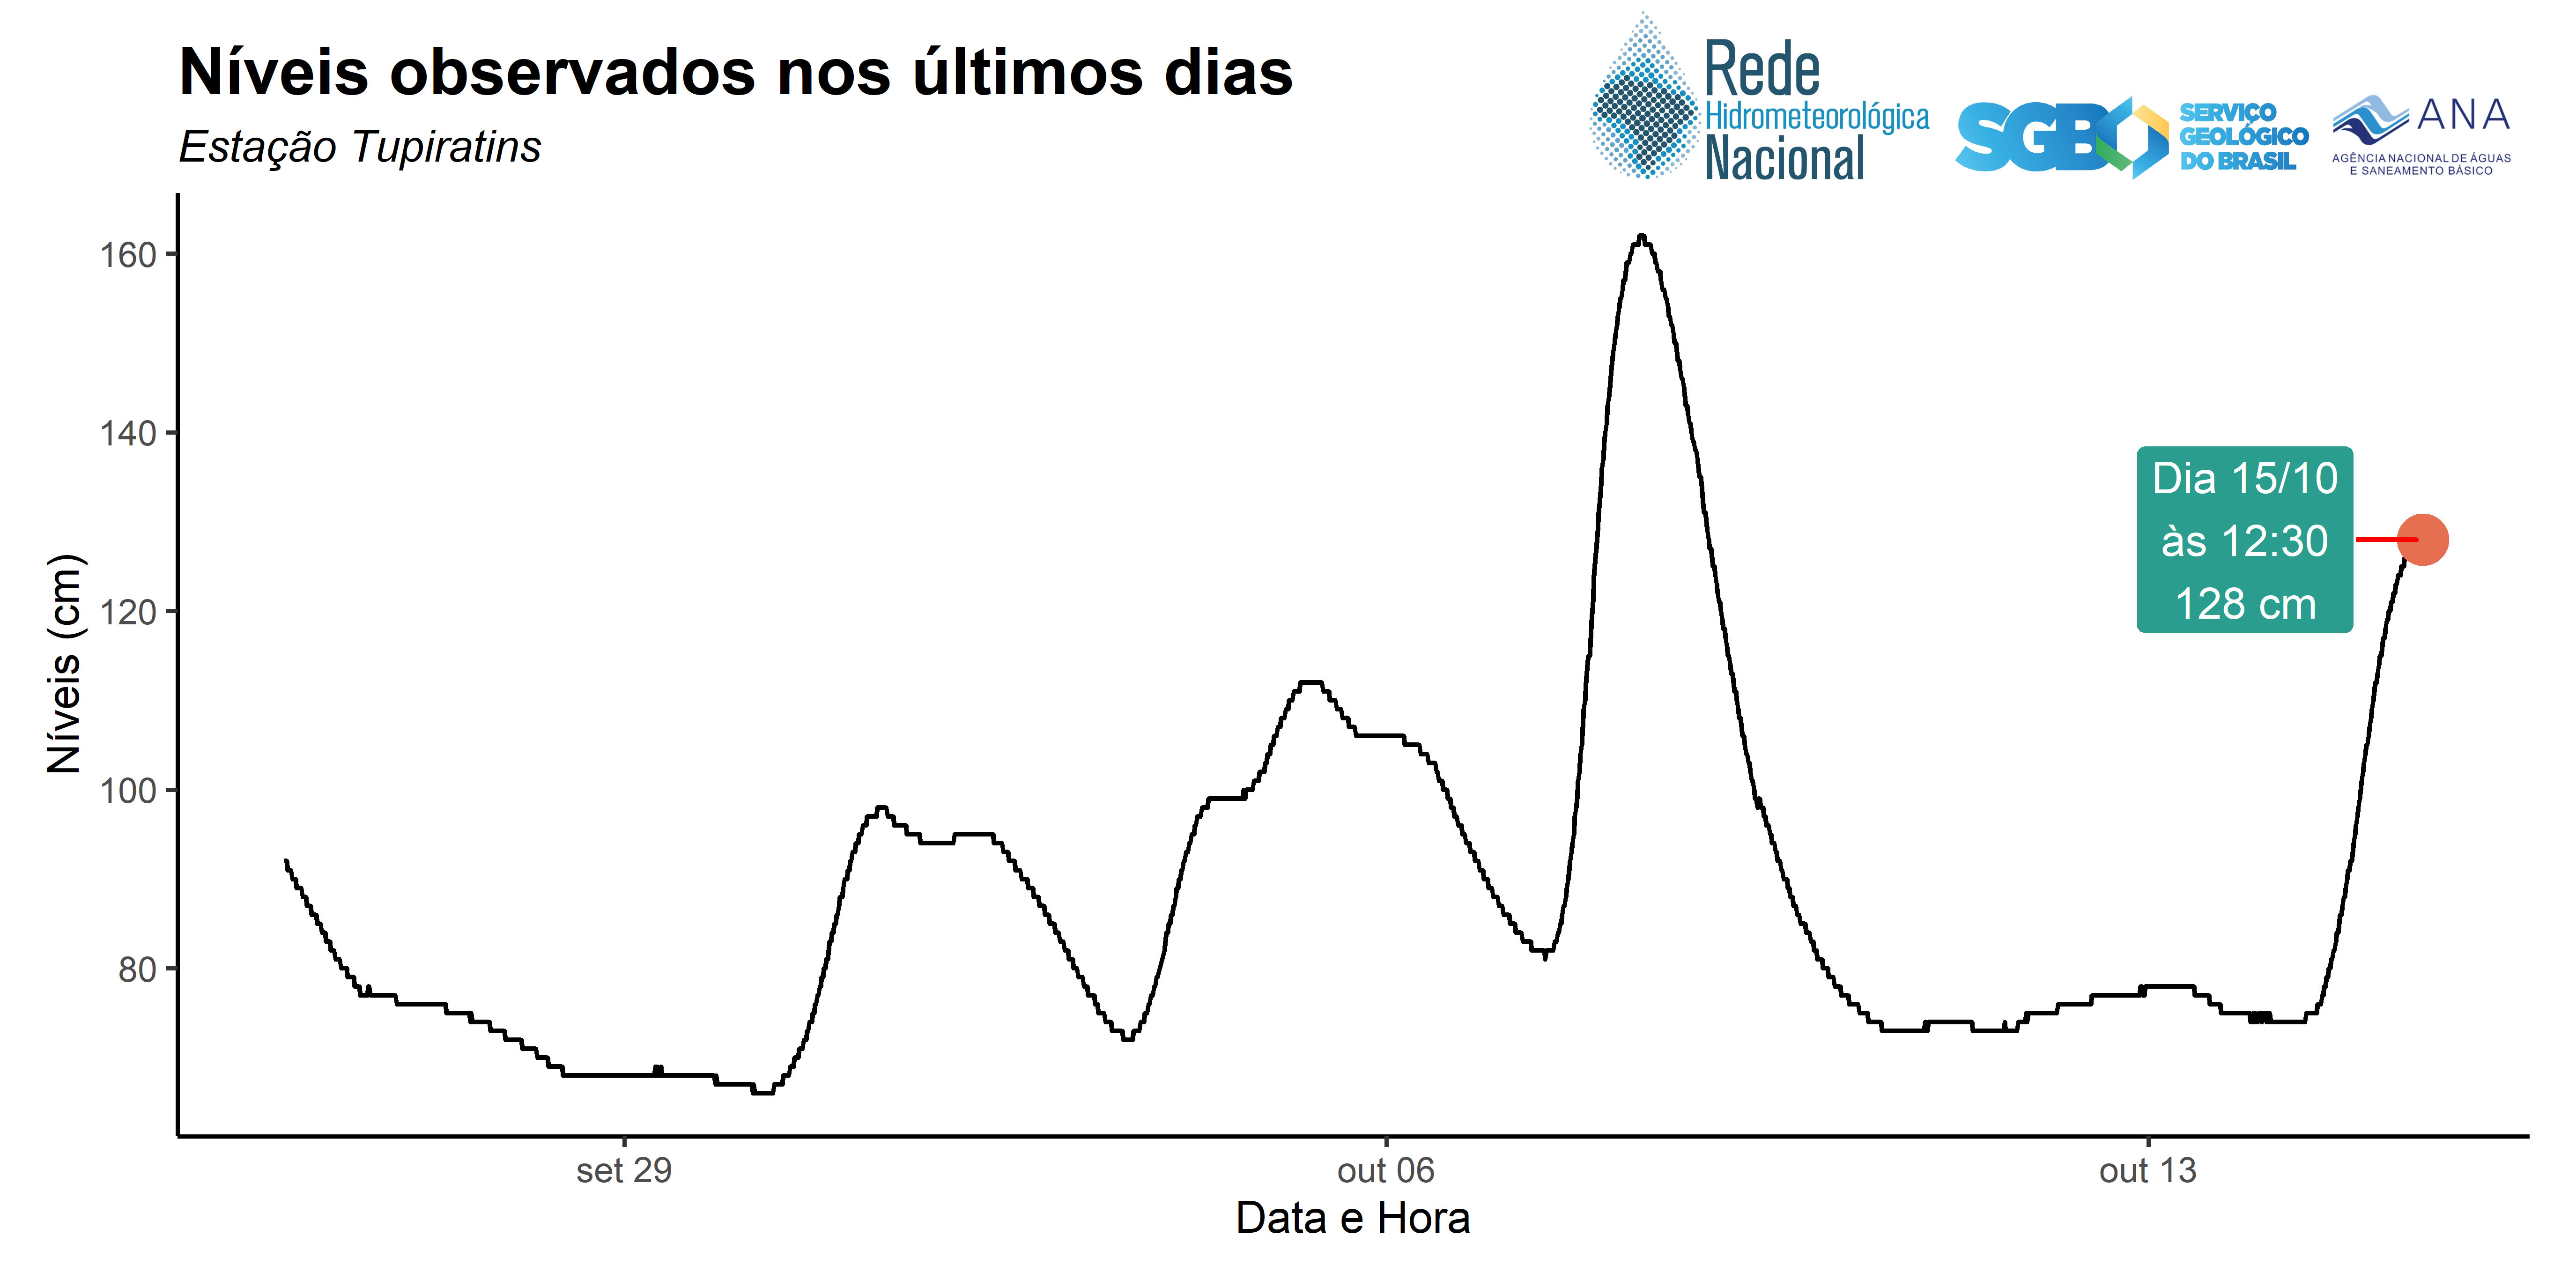 Níveis observados nos últimos dias
Estação Tupiratins
Rede
Hidrometeorológica
Nacional
SGB
SERVIÇO
GEOLÓGICO
DO BRASIL
ANA
AGÊNCIA NACIONAL DE ÁGUAS
E SANEAMENTO BÁSICO
160
140
120
100
80
Níveis (cm)
Dia 15/10
às 12:30
128 cm
set 29
out 06
out 13
Data e Hora